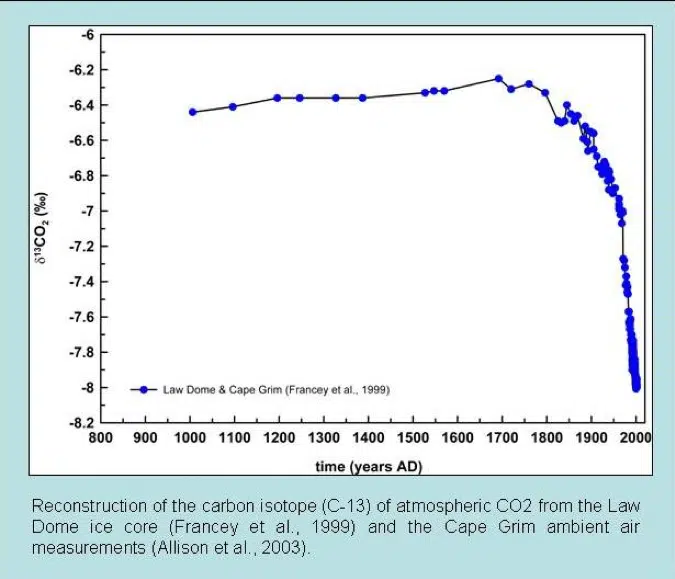 -6
-6.2
-6.4
-6.6
-6.8
-7
-7.2
-7.4
-7.6
-7.8
-8
-8.2
δ¹³CO₂ (‰)
Law Dome & Cape Grim (Francey et al., 1999)
800 900 1000 1100 1200 1300 1400 1500 1600 1700 1800 1900 2000
time (years AD)
Reconstruction of the carbon isotope (C-13) of atmospheric CO2 from the Law
Dome ice core (Francey et al., 1999) and the Cape Grim ambient air
measurements (Allison et al., 2003).